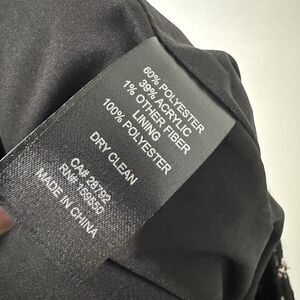 60% POLYESTER
39% ACRYLIC
1% OTHER FIBER
LINING
100% POLYESTER
DRY CLEAN
CA# 28792
RN# 159550
MADE IN CHINA